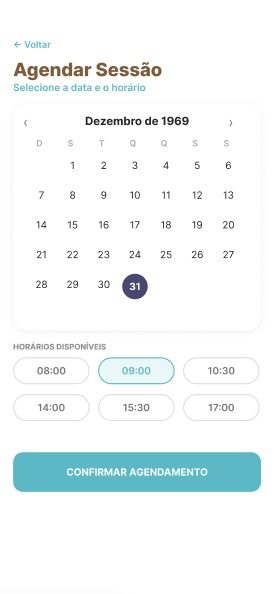 ← Voltar
Agendar Sessão
Selecione a data e o horário
‹ Dezembro de 1969 ›
D S T Q Q S S
1 2 3 4 5 6
7 8 9 10 11 12 13
14 15 16 17 18 19 20
21 22 23 24 25 26 27
28 29 30 31
HORÁRIOS DISPONÍVEIS
08:00 09:00 10:30
14:00 15:30 17:00
CONFIRMAR AGENDAMENTO